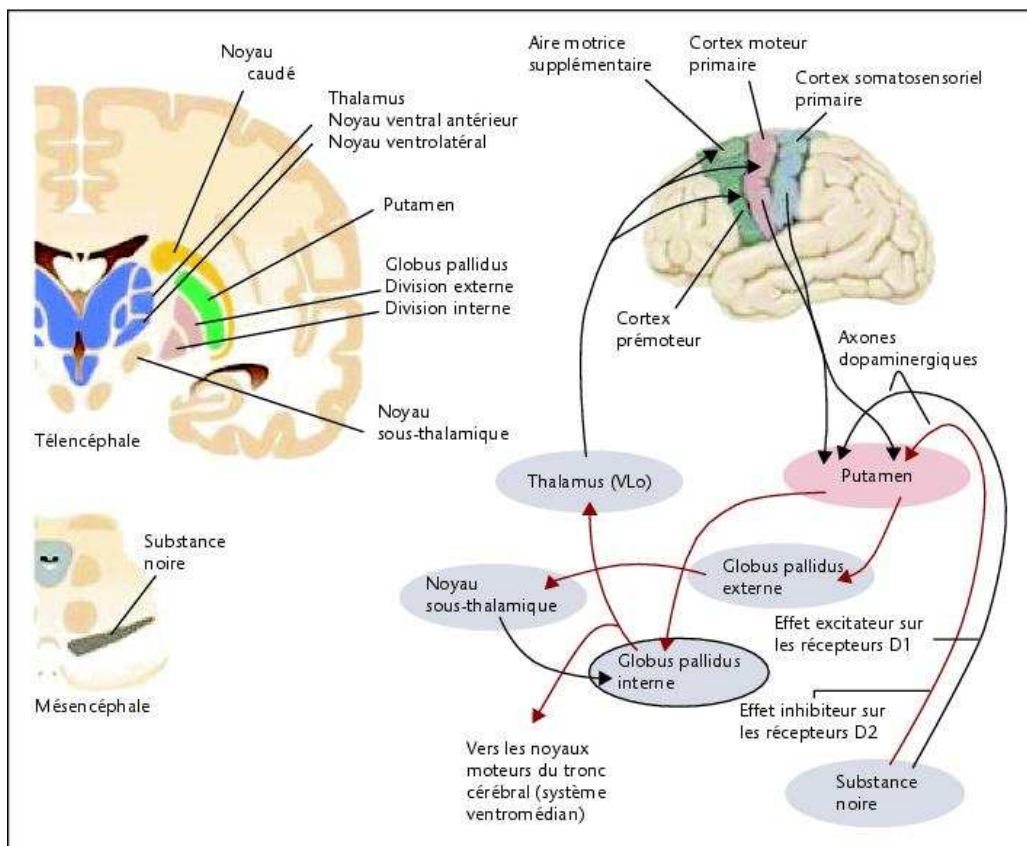 Noyau
caudé
Thalamus
Noyau ventral antérieur
Noyau ventrolatéral
Putamen
Globus pallidus
Division externe
Division interne
Noyau
sous-thalamique
Télencéphale
Substance
noire
Mésencéphale
Aire motrice
supplémentaire
Cortex moteur
primaire
Cortex somatosensoriel
primaire
Cortex
prémoteur
Axones
dopaminergiques
Thalamus (VLo)
Putamen
Noyau
sous-thalamique
Globus pallidus
externe
Globus pallidus
interne
Effet excitateur sur
les récepteurs D1
Effet inhibiteur sur
les récepteurs D2
Vers les noyaux
moteurs du tronc
cérébral (système
ventromédian)
Substance
noire